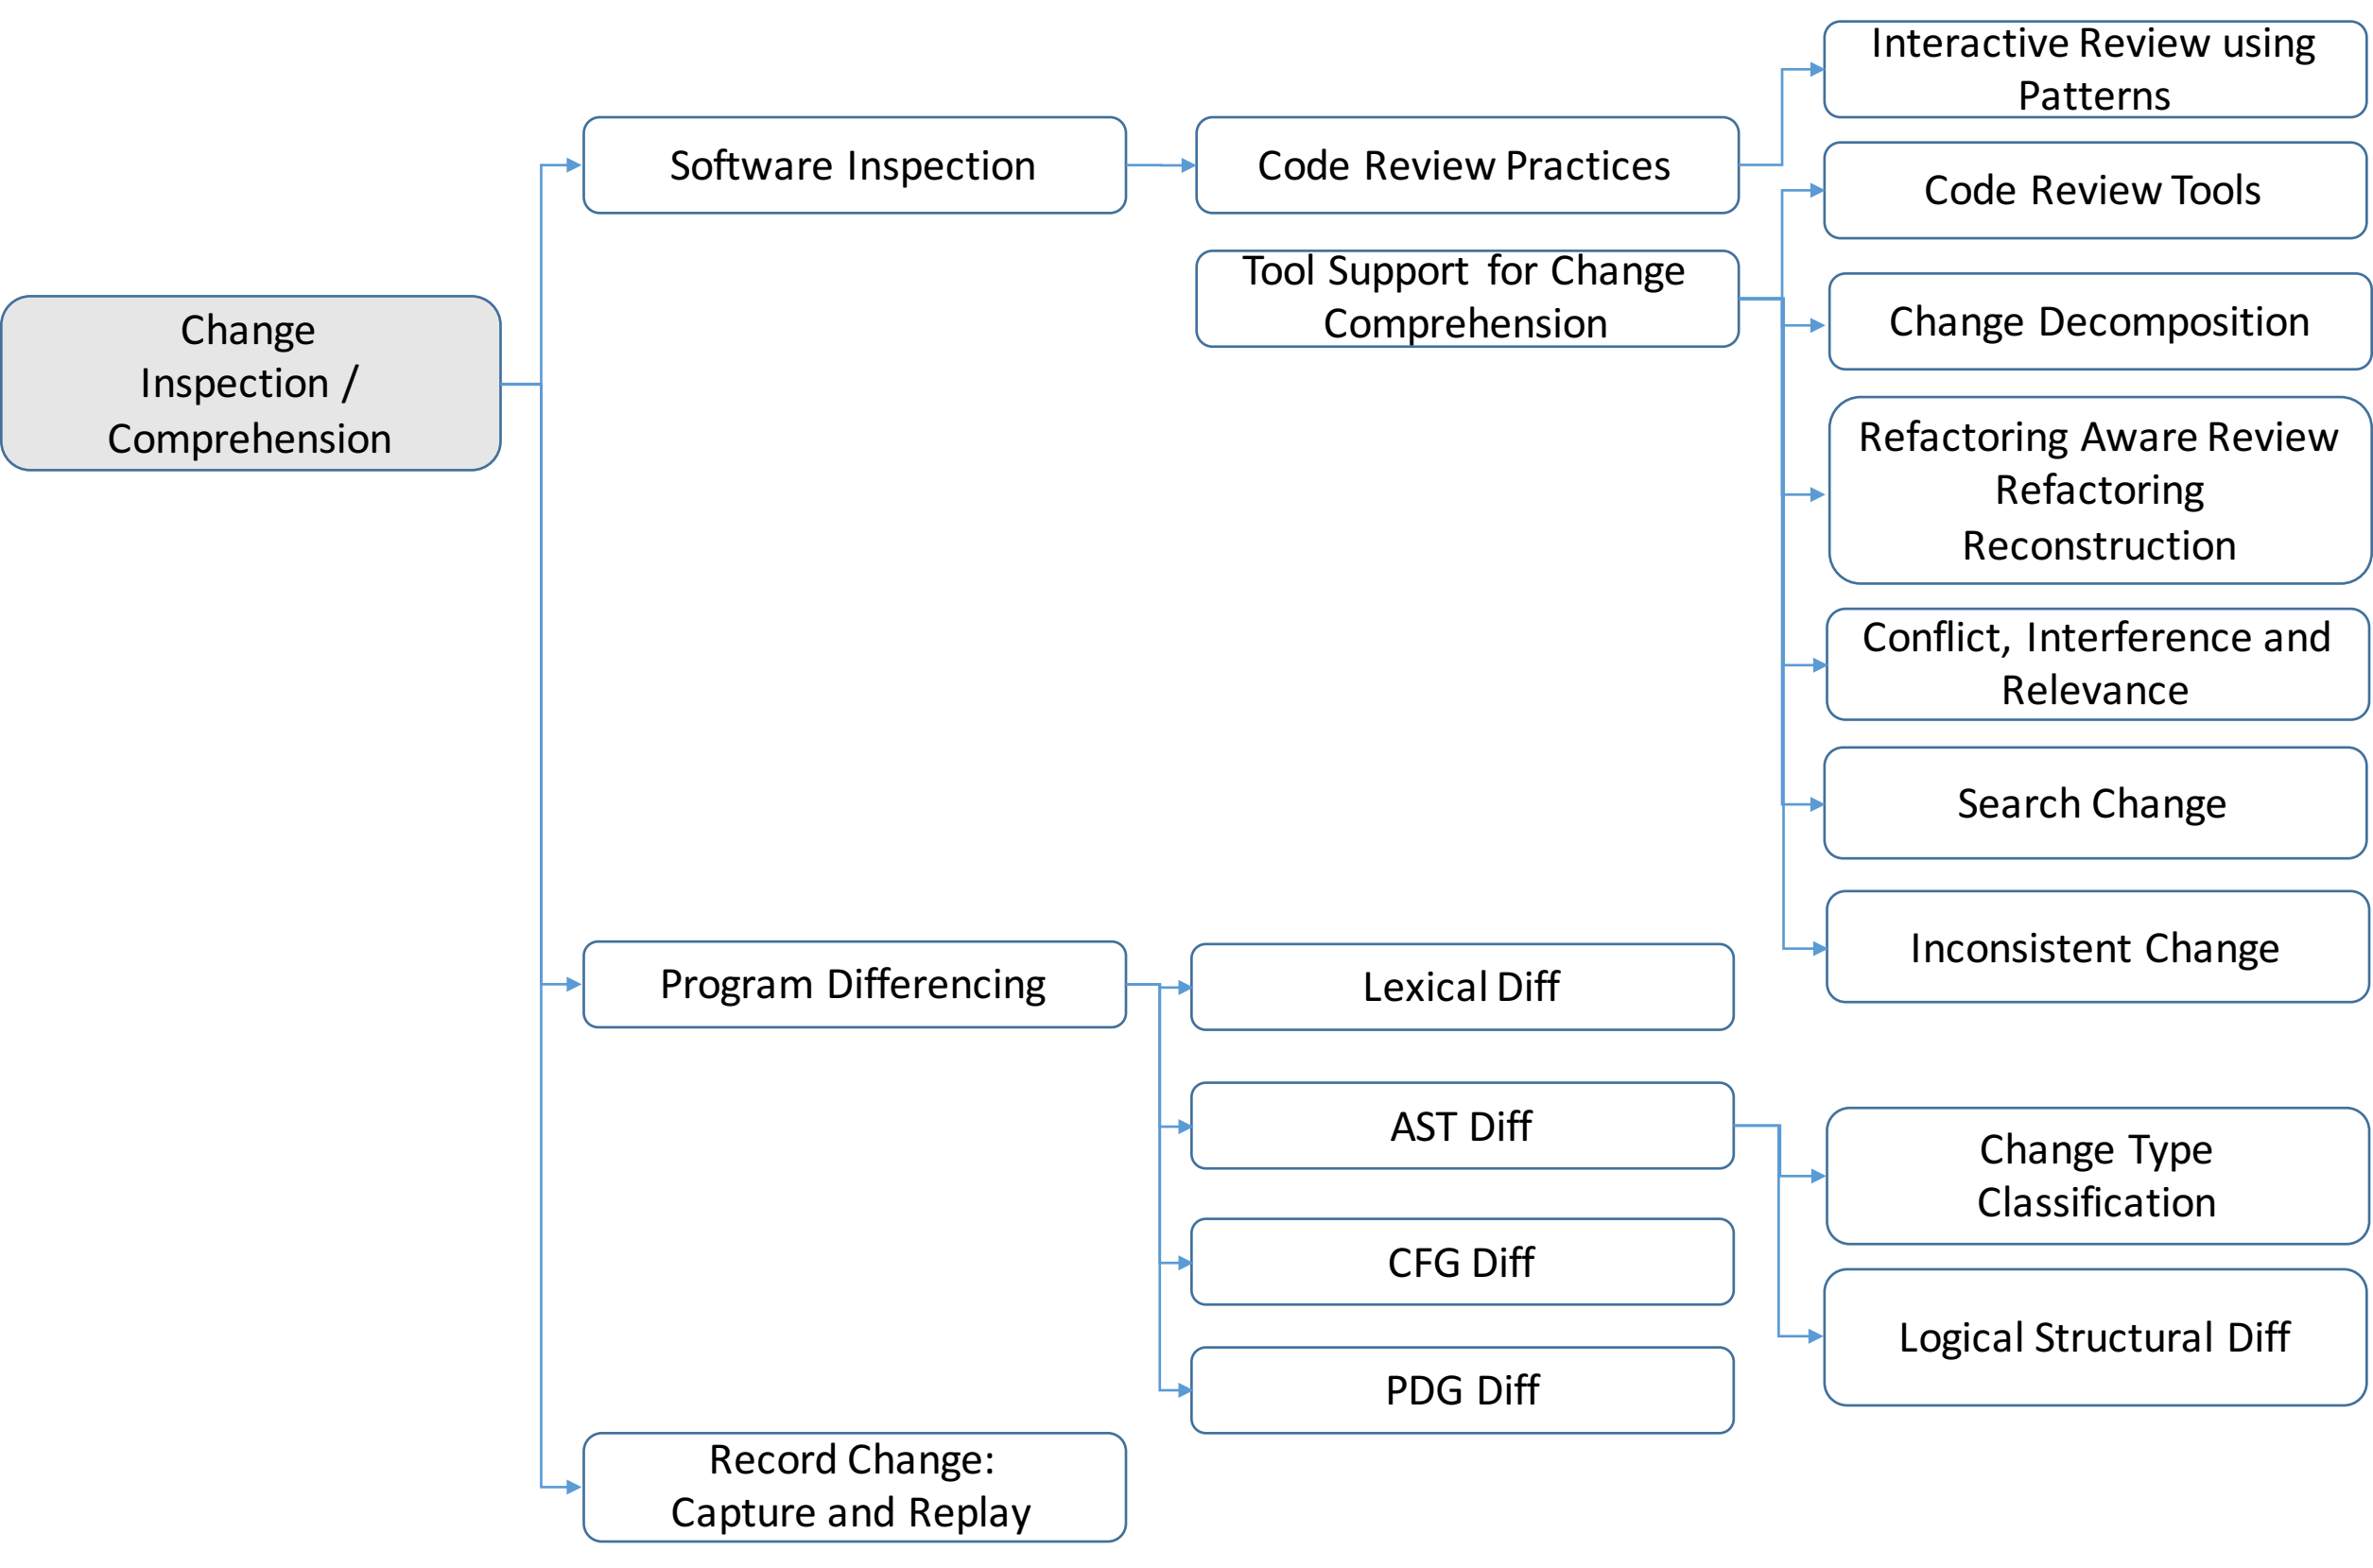 Change
Inspection /
Comprehension
Software Inspection
Program Differencing
Record Change:
Capture and Replay
Code Review Practices
Tool Support for Change
Comprehension
Lexical Diff
AST Diff
CFG Diff
PDG Diff
Interactive Review using
Patterns
Code Review Tools
Change Decomposition
Refactoring Aware Review
Refactoring
Reconstruction
Conflict, Interference and
Relevance
Search Change
Inconsistent Change
Change Type
Classification
Logical Structural Diff